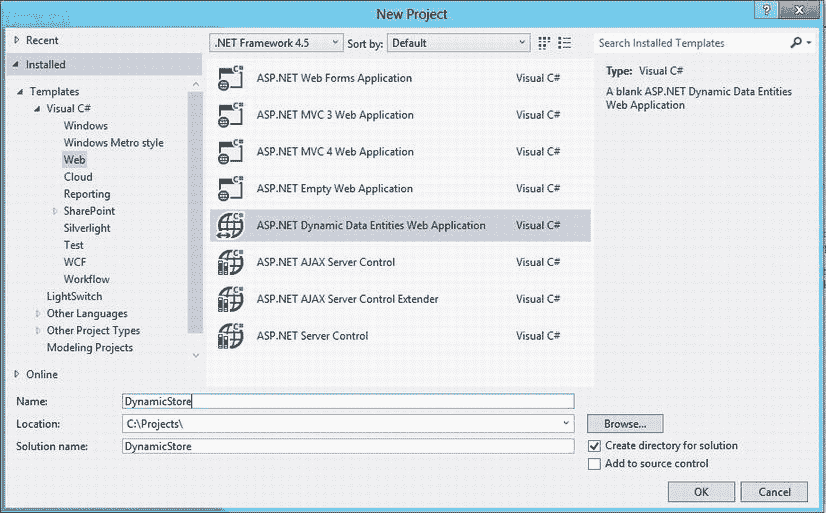 New Project
?
X
Recent
Installed
Templates
Visual C#
Windows
Windows Metro style
Web
Cloud
Reporting
SharePoint
Silverlight
Test
WCF
Workflow
LightSwitch
Other Languages
Other Project Types
Modeling Projects
Online
.NET Framework 4.5
Sort by: Default
ASP.NET Web Forms Application Visual C#
ASP.NET MVC 3 Web Application Visual C#
ASP.NET MVC 4 Web Application Visual C#
ASP.NET Empty Web Application Visual C#
ASP.NET Dynamic Data Entities Web Application Visual C#
ASP.NET AJAX Server Control Visual C#
ASP.NET AJAX Server Control Extender Visual C#
ASP.NET Server Control Visual C#
Search Installed Templates
Type: Visual C#
A blank ASP.NET Dynamic Data Entities
Web Application
Name: DynamicStore
Location: C:\Projects\
Browse...
Solution name: DynamicStore
Create directory for solution
Add to source control
OK
Cancel